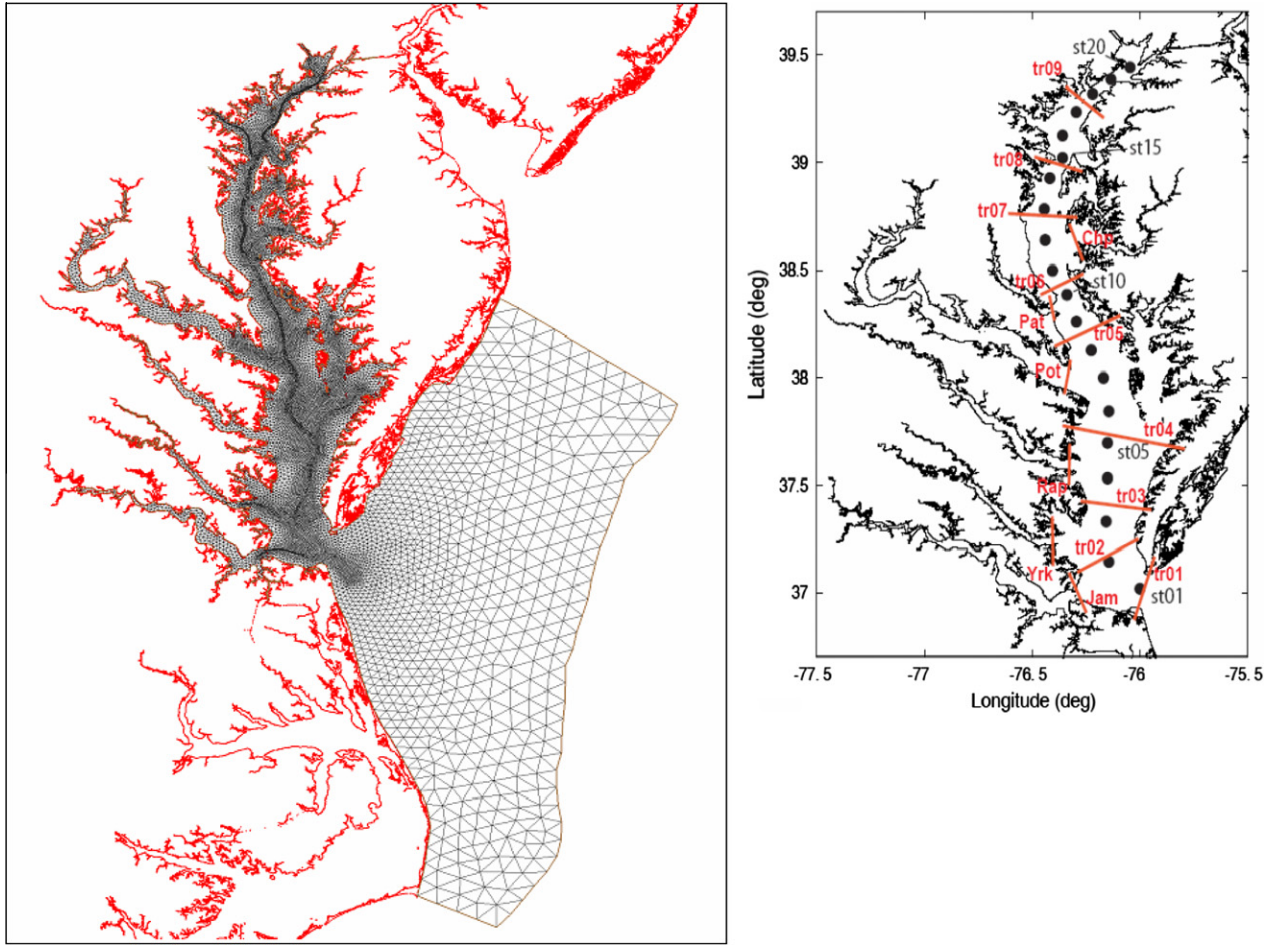 39.5
39
38.5
38
37.5
37
Latitude (deg)
-77.5
-77
-76.5
-76
-75.5
Longitude (deg)
st20
tr09
st15
tr08
tr07
Chp
tr06
st10
Pat
tr05
Pot
tr04
st05
Rap
tr03
tr02
Yrk
tr01
Jam
st01